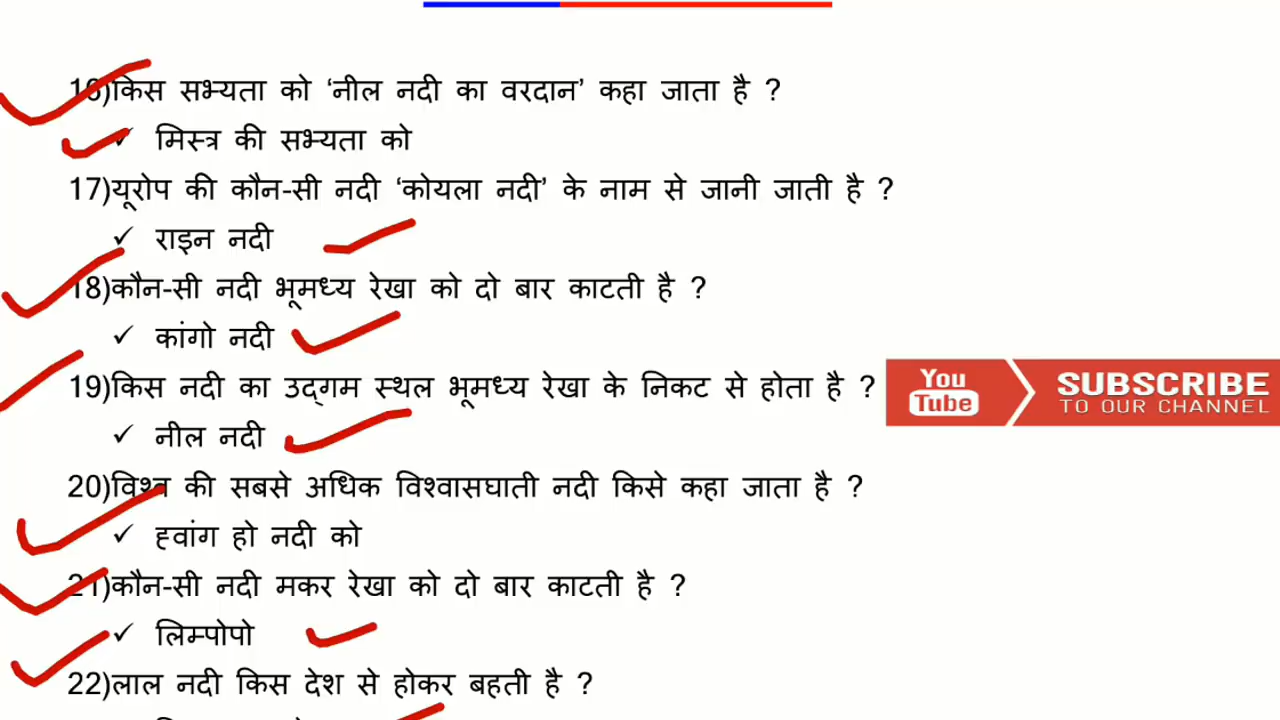 16)किस सभ्यता को ‘नील नदी का वरदान’ कहा जाता है ?
✓ मिस्त्र की सभ्यता को
17)यूरोप की कौन-सी नदी ‘कोयला नदी’ के नाम से जानी जाती है ?
✓ राइन नदी
18)कौन-सी नदी भूमध्य रेखा को दो बार काटती है ?
✓ कांगो नदी
19)किस नदी का उद्गम स्थल भूमध्य रेखा के निकट से होता है ?
You Tube SUBSCRIBE
TO OUR CHANNEL
✓ नील नदी
20)विश्व की सबसे अधिक विश्वासघाती नदी किसे कहा जाता है ?
✓ ह्वांग हो नदी को
21)कौन-सी नदी मकर रेखा को दो बार काटती है ?
✓ लिम्पोपो
22)लाल नदी किस देश से होकर बहती है ?